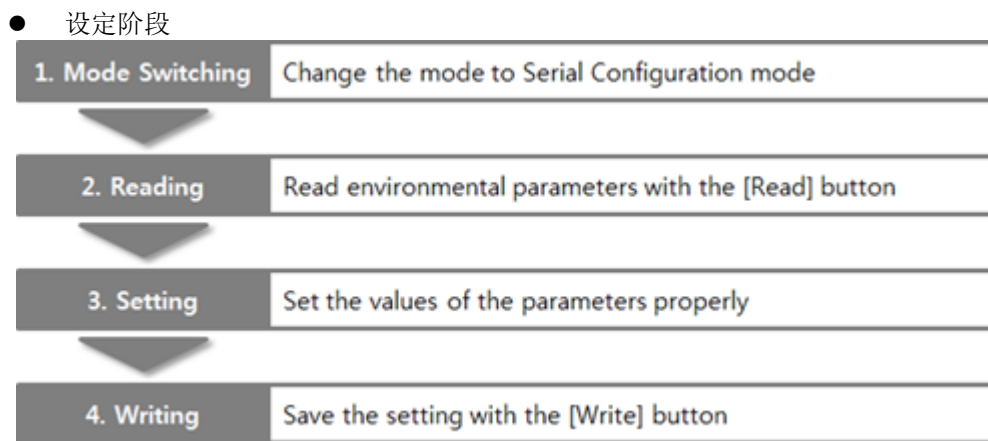 ● 设定阶段
1. Mode Switching Change the mode to Serial Configuration mode
2. Reading Read environmental parameters with the [Read] button
3. Setting Set the values of the parameters properly
4. Writing Save the setting with the [Write] button